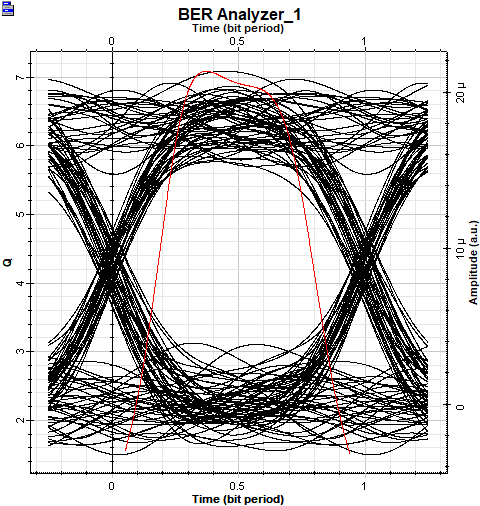 BER Analyzer_1
Time (bit period)
0 0.5 1
7
6
5
4
3
2
Q
20 µ
10 µ
0
Amplitude (a.u.)
0 0.5 1
Time (bit period)